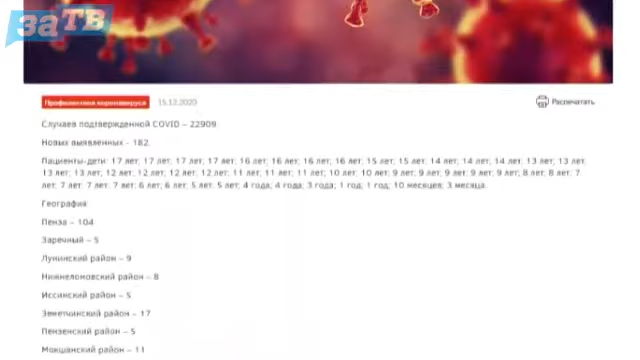 за ТВ
Профилактика коронавируса 15.12.2020 Распечатать
Случаев подтвержденной COVID – 22909.
Новых выявленных - 182.
Пациенты-дети: 17 лет; 17 лет; 17 лет; 17 лет; 16 лет; 16 лет; 16 лет; 16 лет; 15 лет; 15 лет; 14 лет; 14 лет; 14 лет; 13 лет; 13 лет;
13 лет; 13 лет; 12 лет; 12 лет; 12 лет; 12 лет; 11 лет; 11 лет; 11 лет; 10 лет; 10 лет; 9 лет; 9 лет; 9 лет; 9 лет; 9 лет; 8 лет; 8 лет; 7
лет; 7 лет; 7 лет; 7 лет; 6 лет; 6 лет; 5 лет; 5 лет; 4 года; 4 года; 3 года; 1 год; 1 год; 10 месяцев; 3 месяца.
География
Пенза – 104
Заречный – 5
Лунинский район – 9
Нижнеломовский район – 8
Иссинский район – 5
Земетчинский район – 17
Пензенский район – 5
Мокшанский район – 11